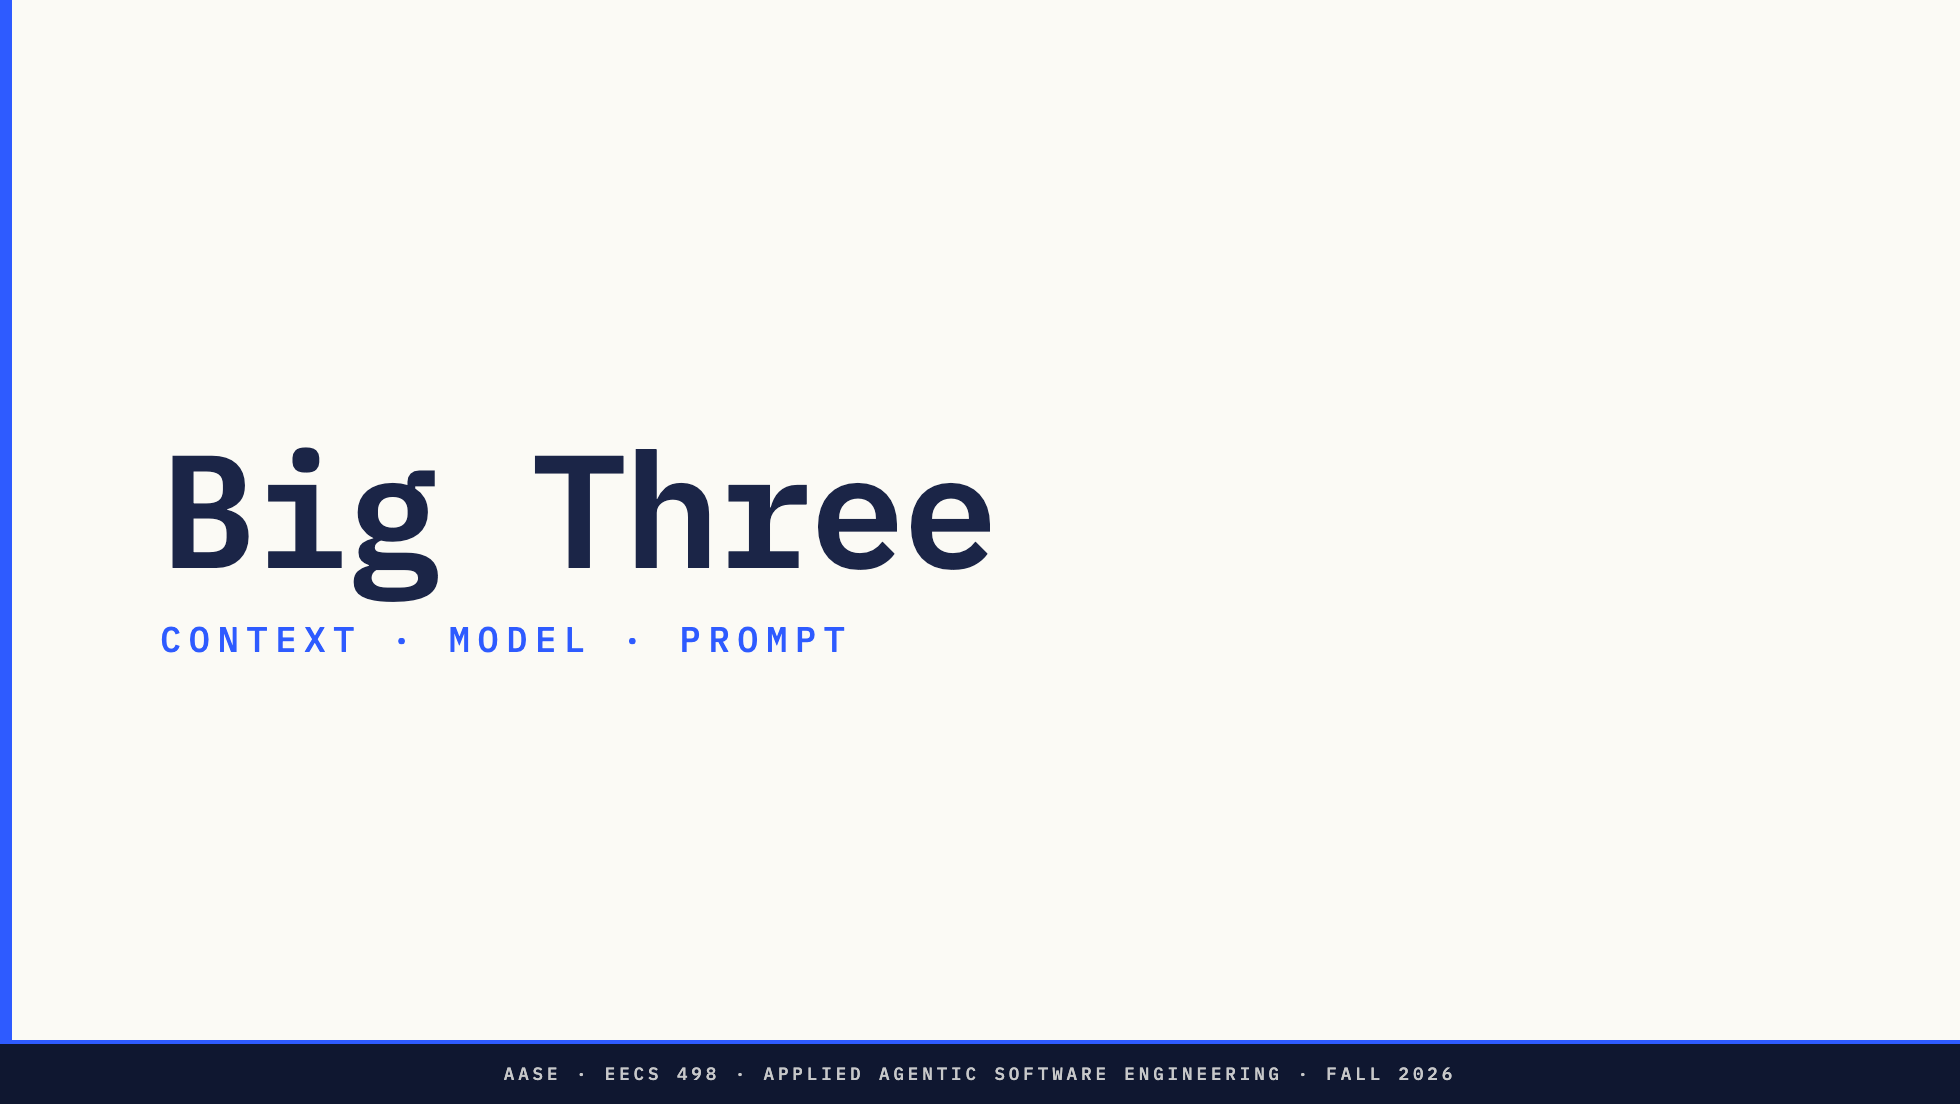 Big Three
CONTEXT · MODEL · PROMPT
AASE · EECS 498 · APPLIED AGENTIC SOFTWARE ENGINEERING · FALL 2026